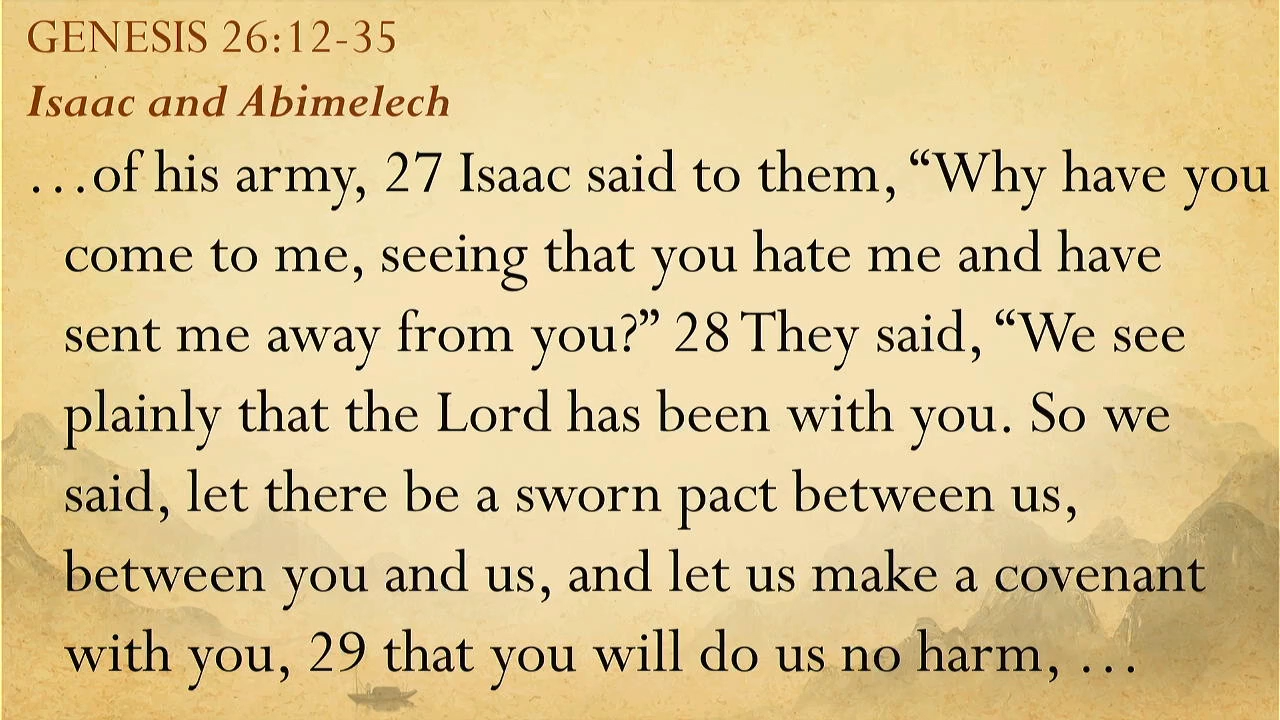 GENESIS 26:12-35
Isaac and Abimelech
…of his army, 27 Isaac said to them, “Why have you
come to me, seeing that you hate me and have
sent me away from you?” 28 They said, “We see
plainly that the Lord has been with you. So we
said, let there be a sworn pact between us,
between you and us, and let us make a covenant
with you, 29 that you will do us no harm, …